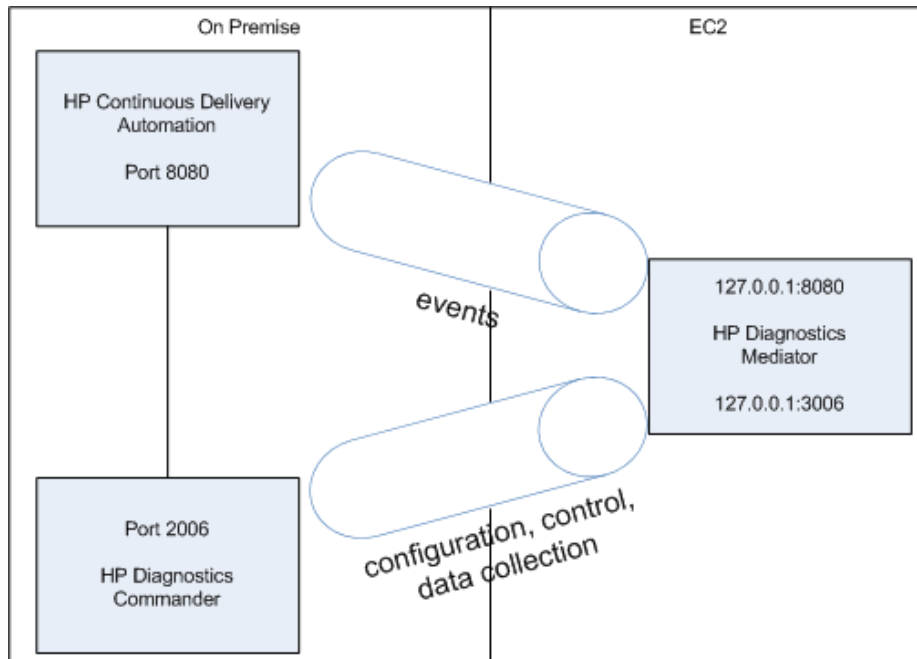 On Premise
EC2
HP Continuous Delivery
Automation
Port 8080
events
127.0.0.1:8080
HP Diagnostics
Mediator
127.0.0.1:3006
Port 2006
HP Diagnostics
Commander
configuration, control,
data collection